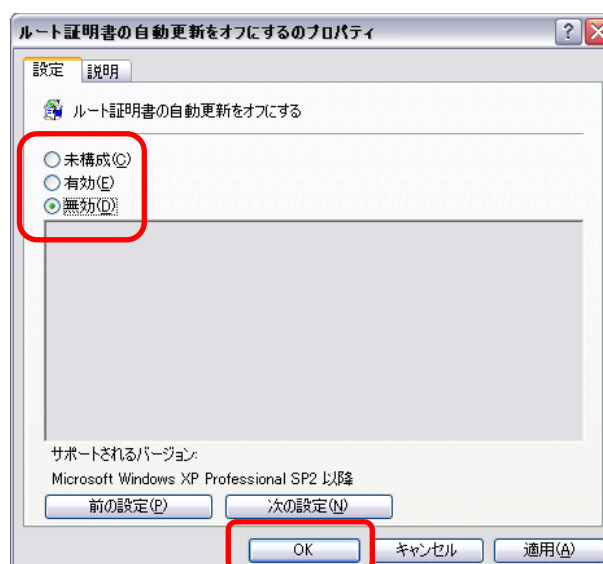 ルート証明書の自動更新をオフにするのプロパティ
設定 説明
ルート証明書の自動更新をオフにする
未構成(C)
有効(E)
無効(D)
サポートされるバージョン:
Microsoft Windows XP Professional SP2 以降
前の設定(P) 次の設定(N)
OK キャンセル 適用(A)